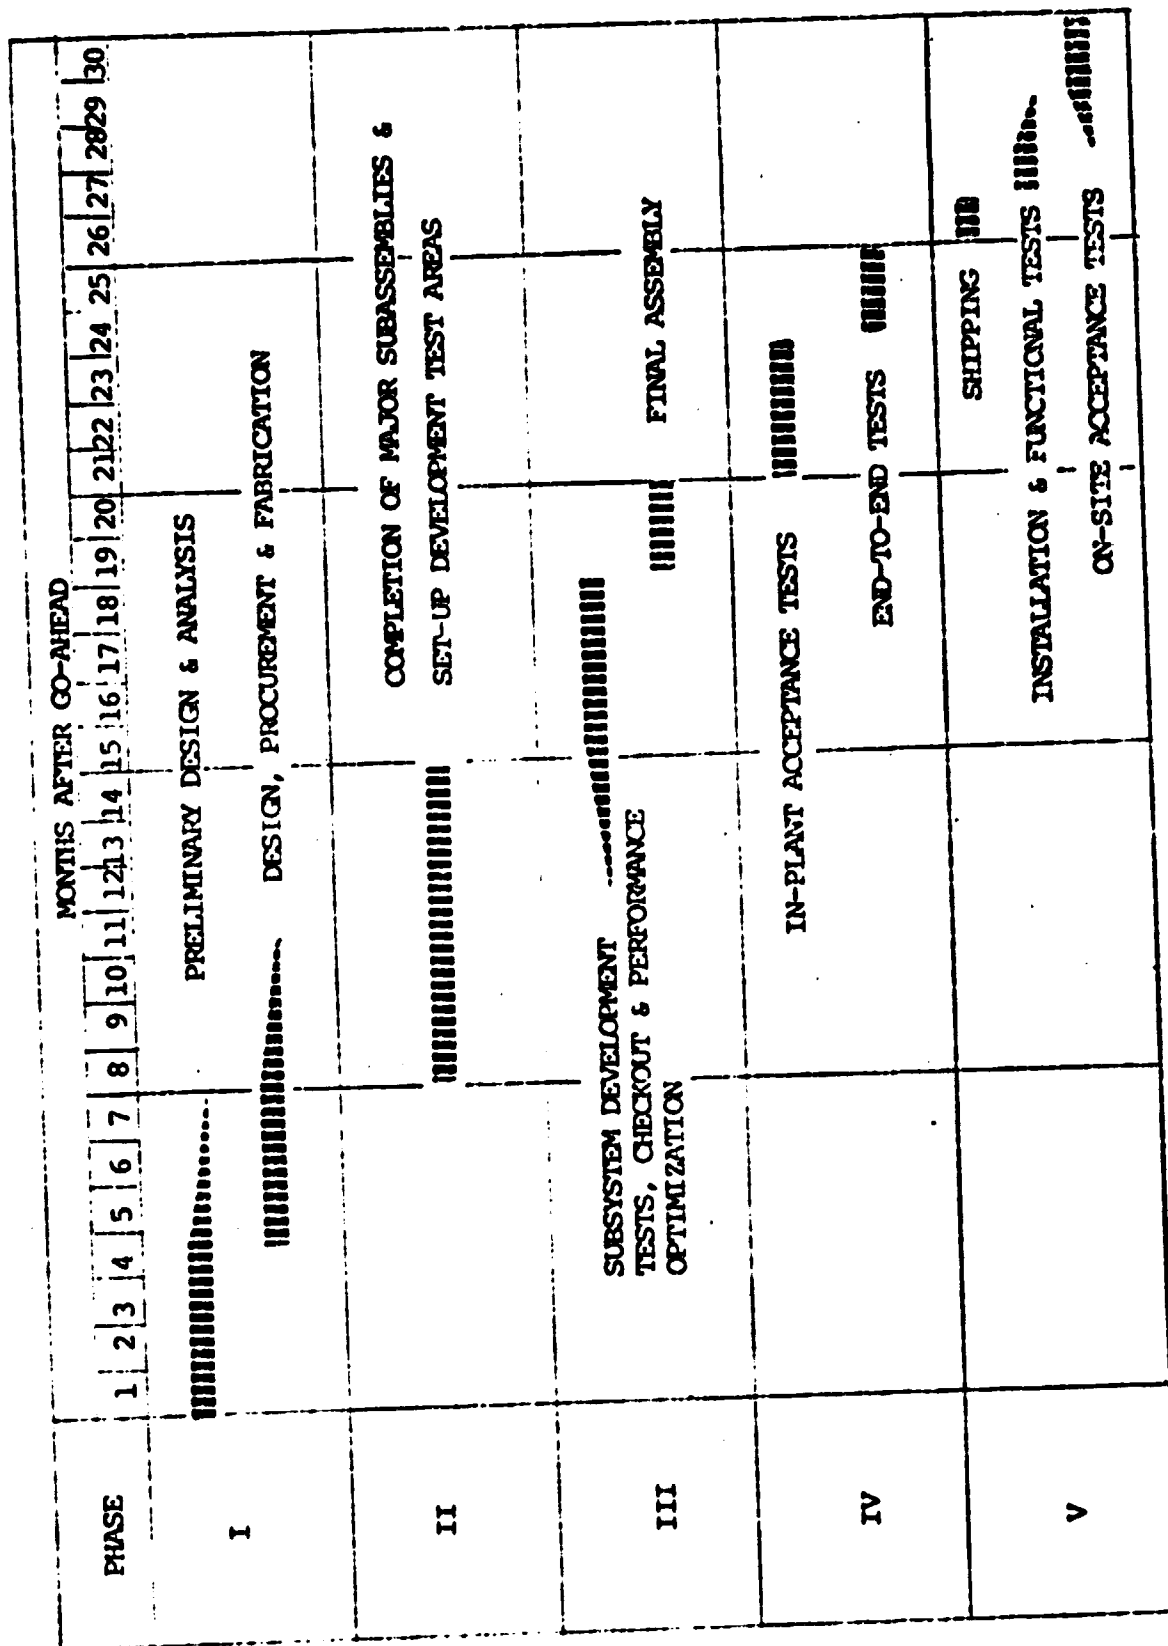 MONTHS AFTER GO-AHEAD
PHASE 1 2 3 4 5 6 7 8 9 10 11 12 13 14 15 16 17 18 19 20 21 22 23 24 25 26 27 28 29 30
I
PRELIMINARY DESIGN & ANALYSIS
DESIGN, PROCUREMENT & FABRICATION
II
COMPLETION OF MAJOR SUBASSEMBLIES &
SET-UP DEVELOPMENT TEST AREAS
III
SUBSYSTEM DEVELOPMENT
TESTS, CHECKOUT & PERFORMANCE
OPTIMIZATION
FINAL ASSEMBLY
IV
IN-PLANT ACCEPTANCE TESTS
END-TO-END TESTS
V
SHIPPING
INSTALLATION & FUNCTIONAL TESTS
ON-SITE ACCEPTANCE TESTS